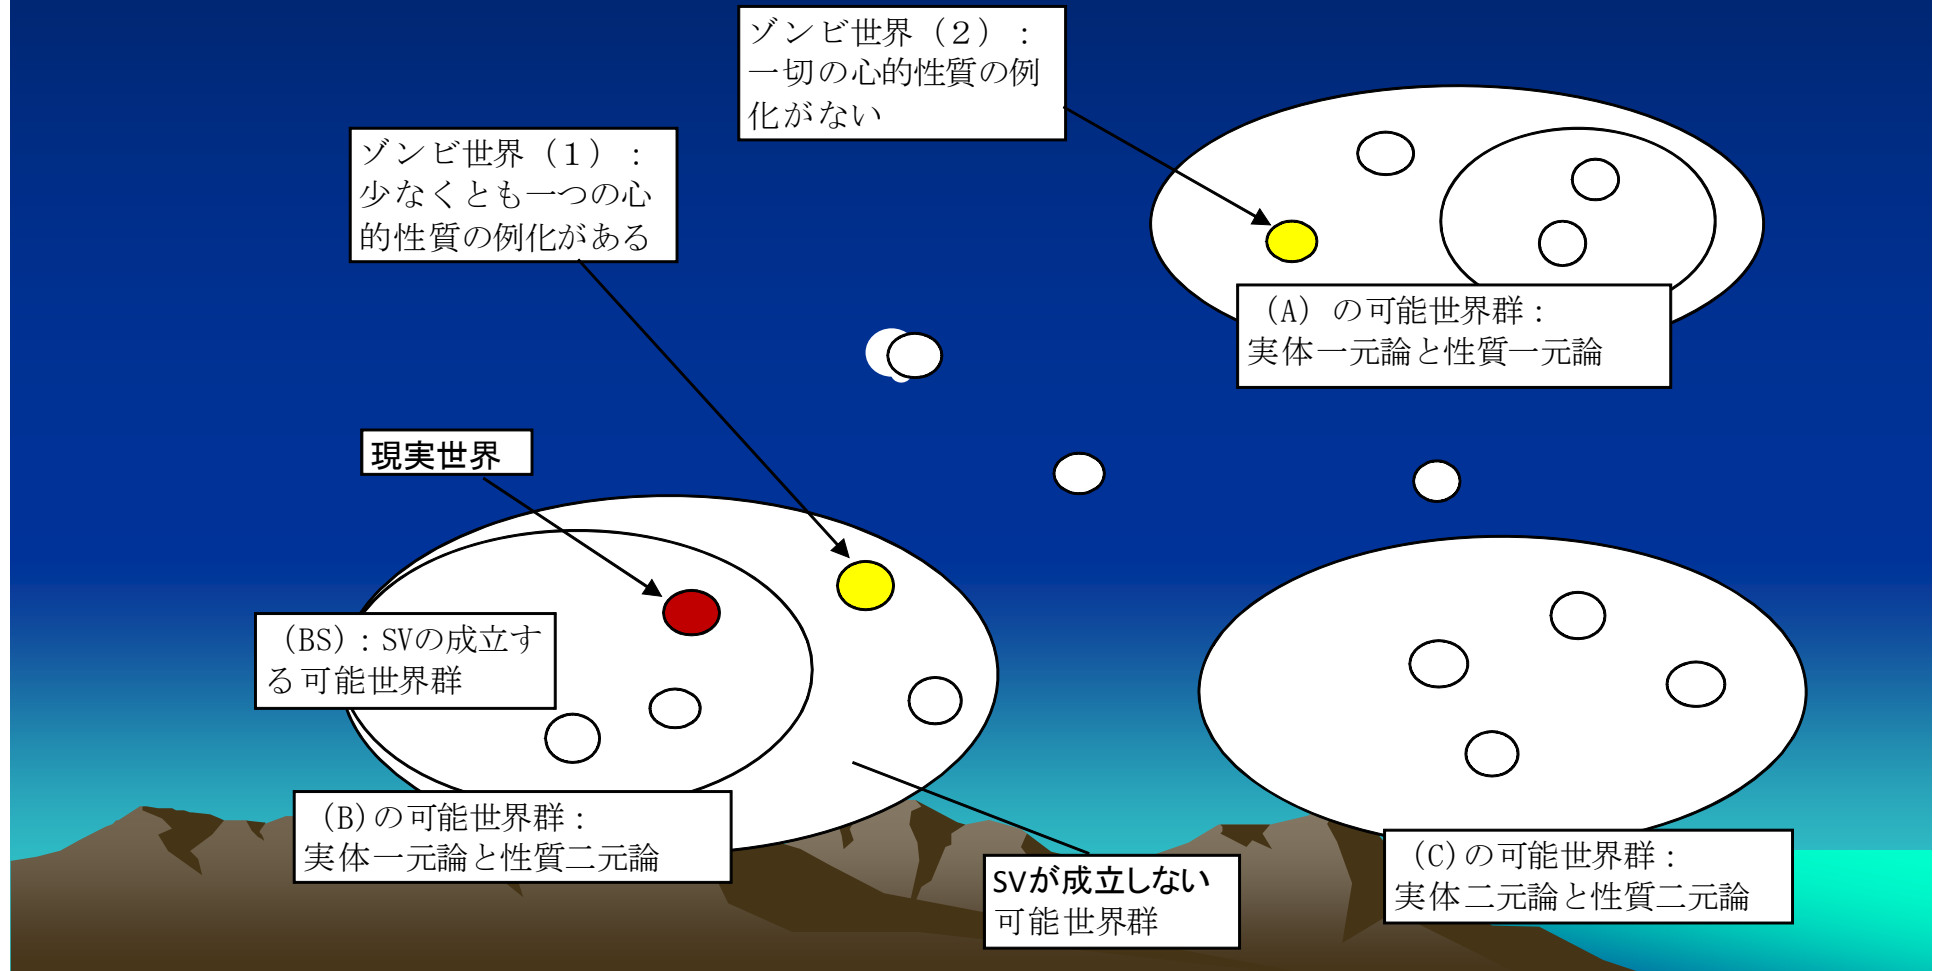 ゾンビ世界（２）：
一切の心的性質の例
化がない
ゾンビ世界（１）：
少なくとも一つの心
的性質の例化がある
（A）の可能世界群：
実体一元論と性質一元論
現実世界
（BS）：SVの成立す
る可能世界群
（B)の可能世界群：
実体一元論と性質二元論
SVが成立しない
可能世界群
（C)の可能世界群：
実体二元論と性質二元論